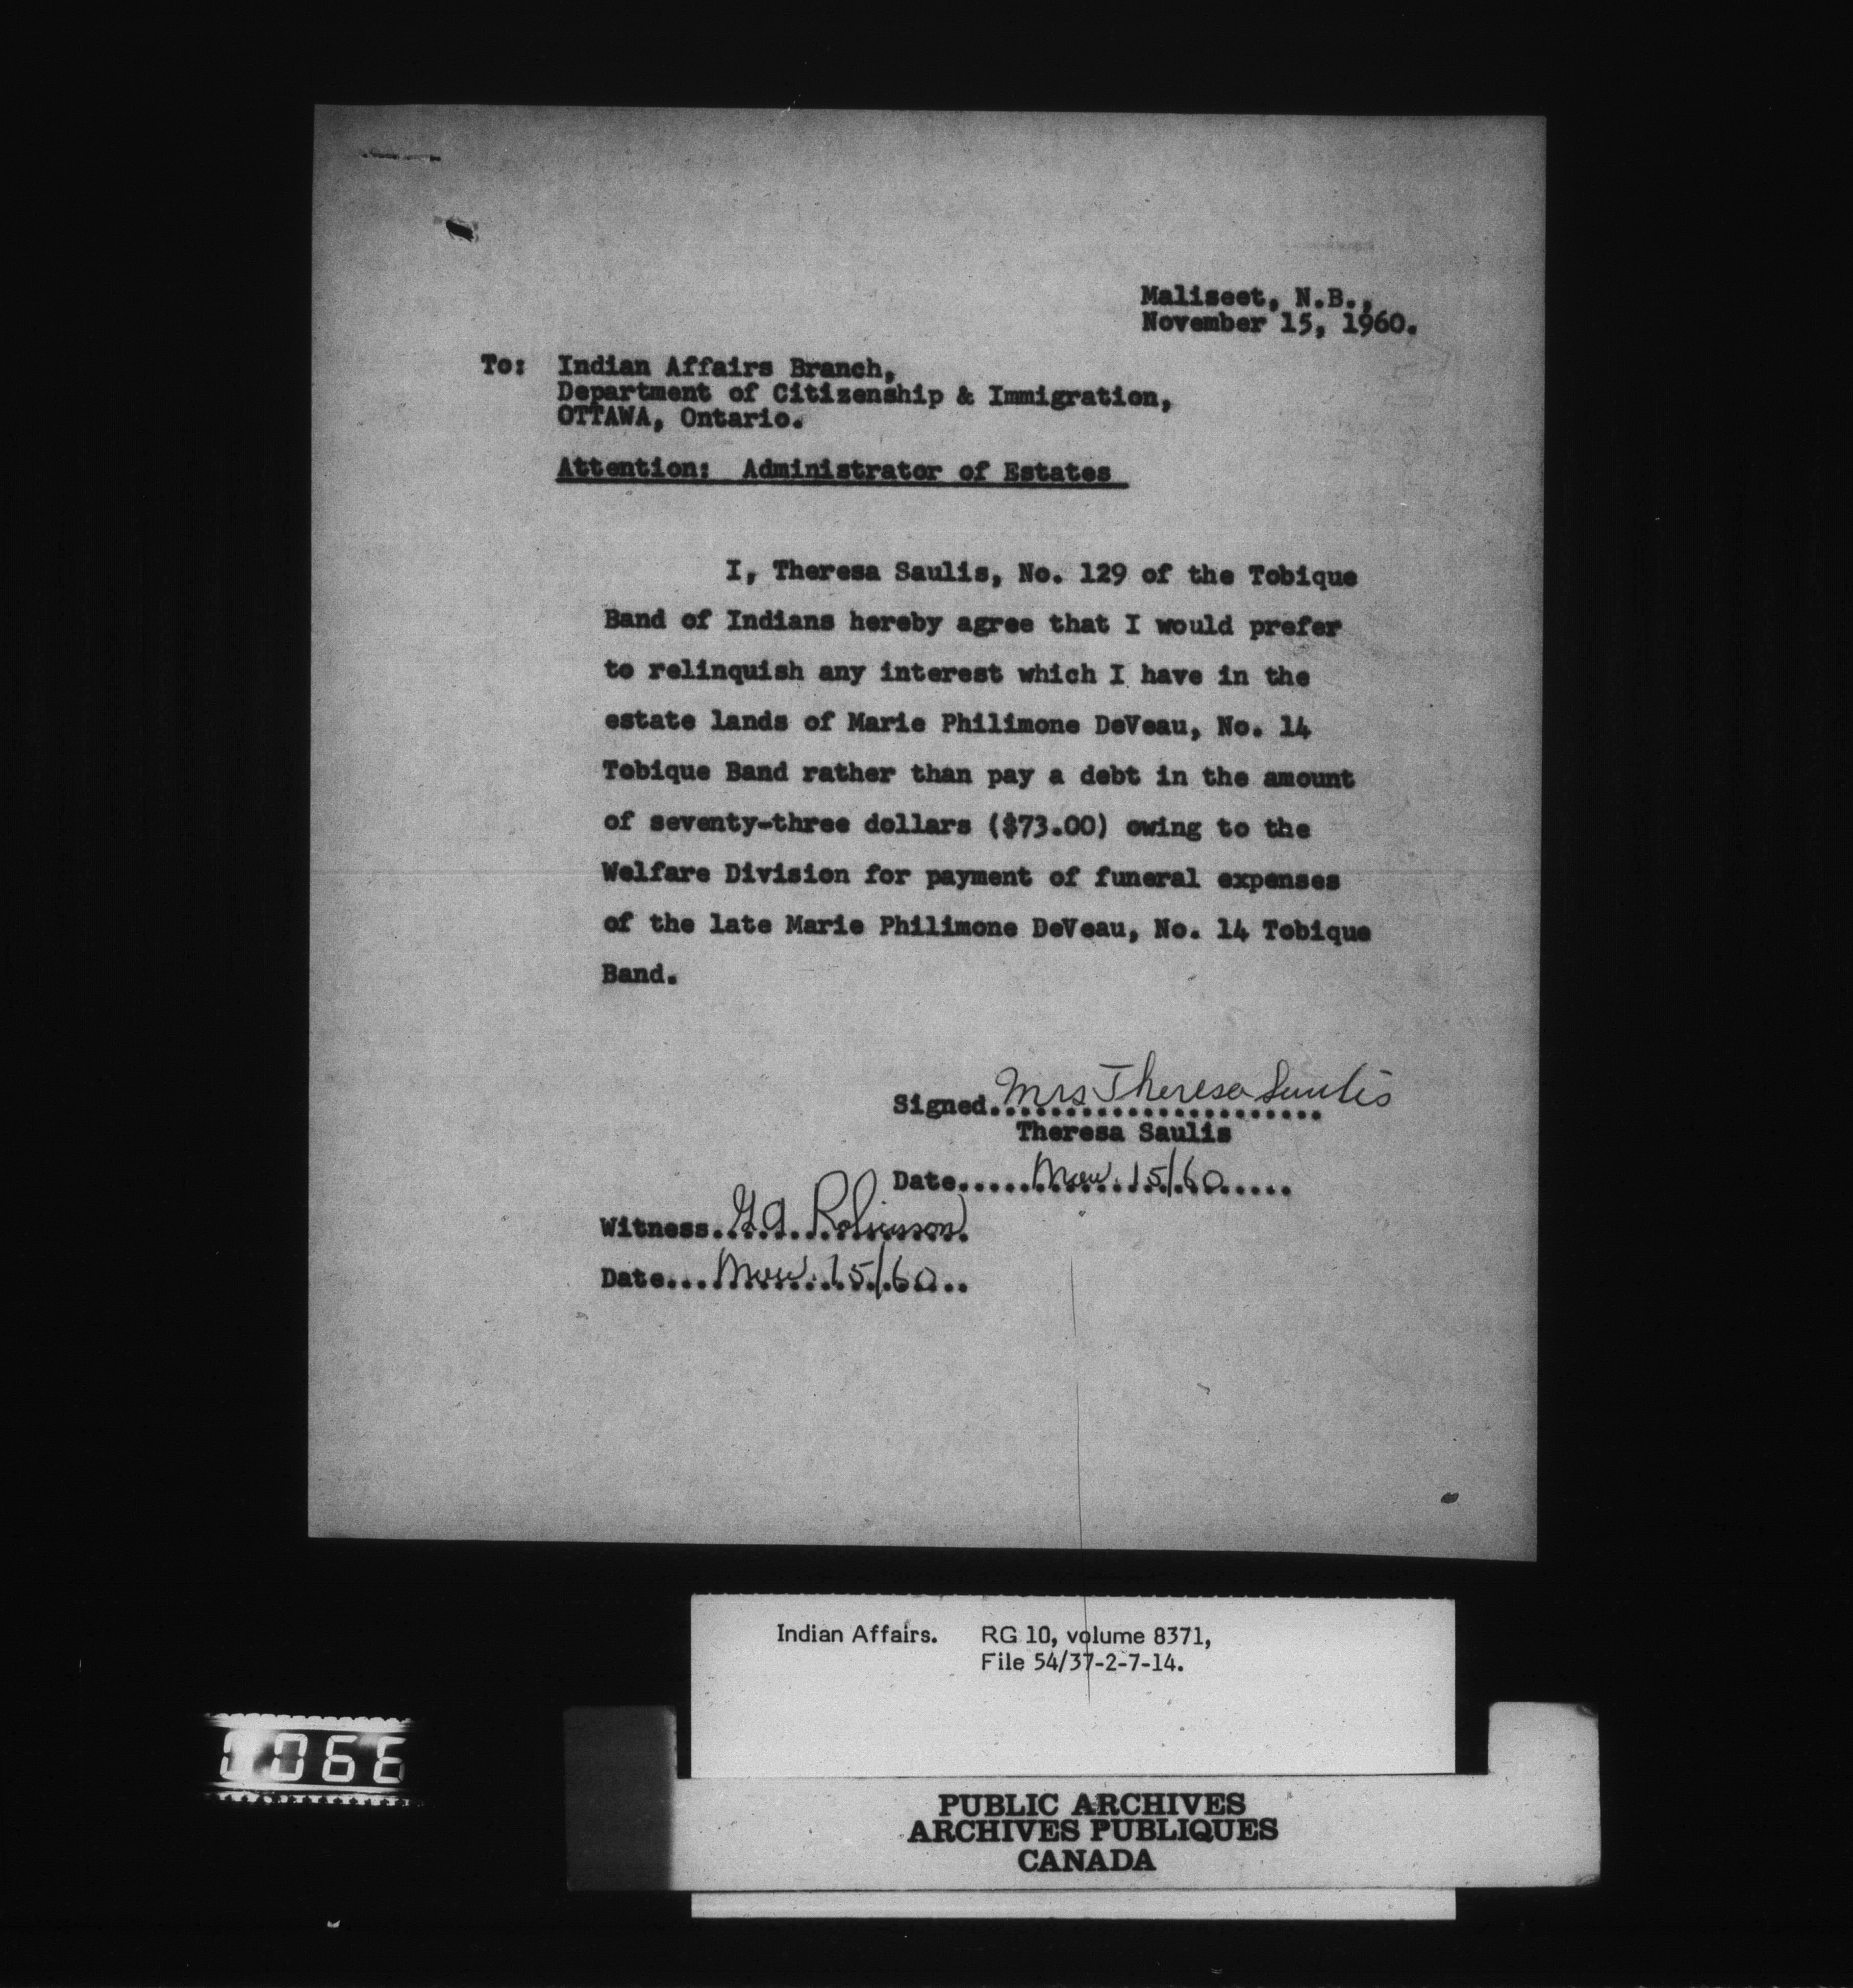 Maliseet, N.B.,
November 15, 1960.
To: Indian Affairs Branch,
Department of Citizenship & Immigration,
OTTAWA, Ontario.
Attention: Administrator of Estates
I, Theresa Saulis, No. 129 of the Tobique
Band of Indians hereby agree that I would prefer
to relinquish any interest which I have in the
estate lands of Marie Philimone DeVeau, No. 14
Tobique Band rather than pay a debt in the amount
of seventy-three dollars ($73.00) owing to the
Welfare Division for payment of funeral expenses
of the late Marie Philimone DeVeau, No. 14 Tobique
Band.
Signed Mrs Theresa Saulis
Theresa Saulis
Date Nov. 15/60
Witness G.A. Robinson
Date Nov. 15/60
Indian Affairs. RG 10, volume 8371,
File 54/37-2-7-14.
0066
PUBLIC ARCHIVES
ARCHIVES PUBLIQUES
CANADA